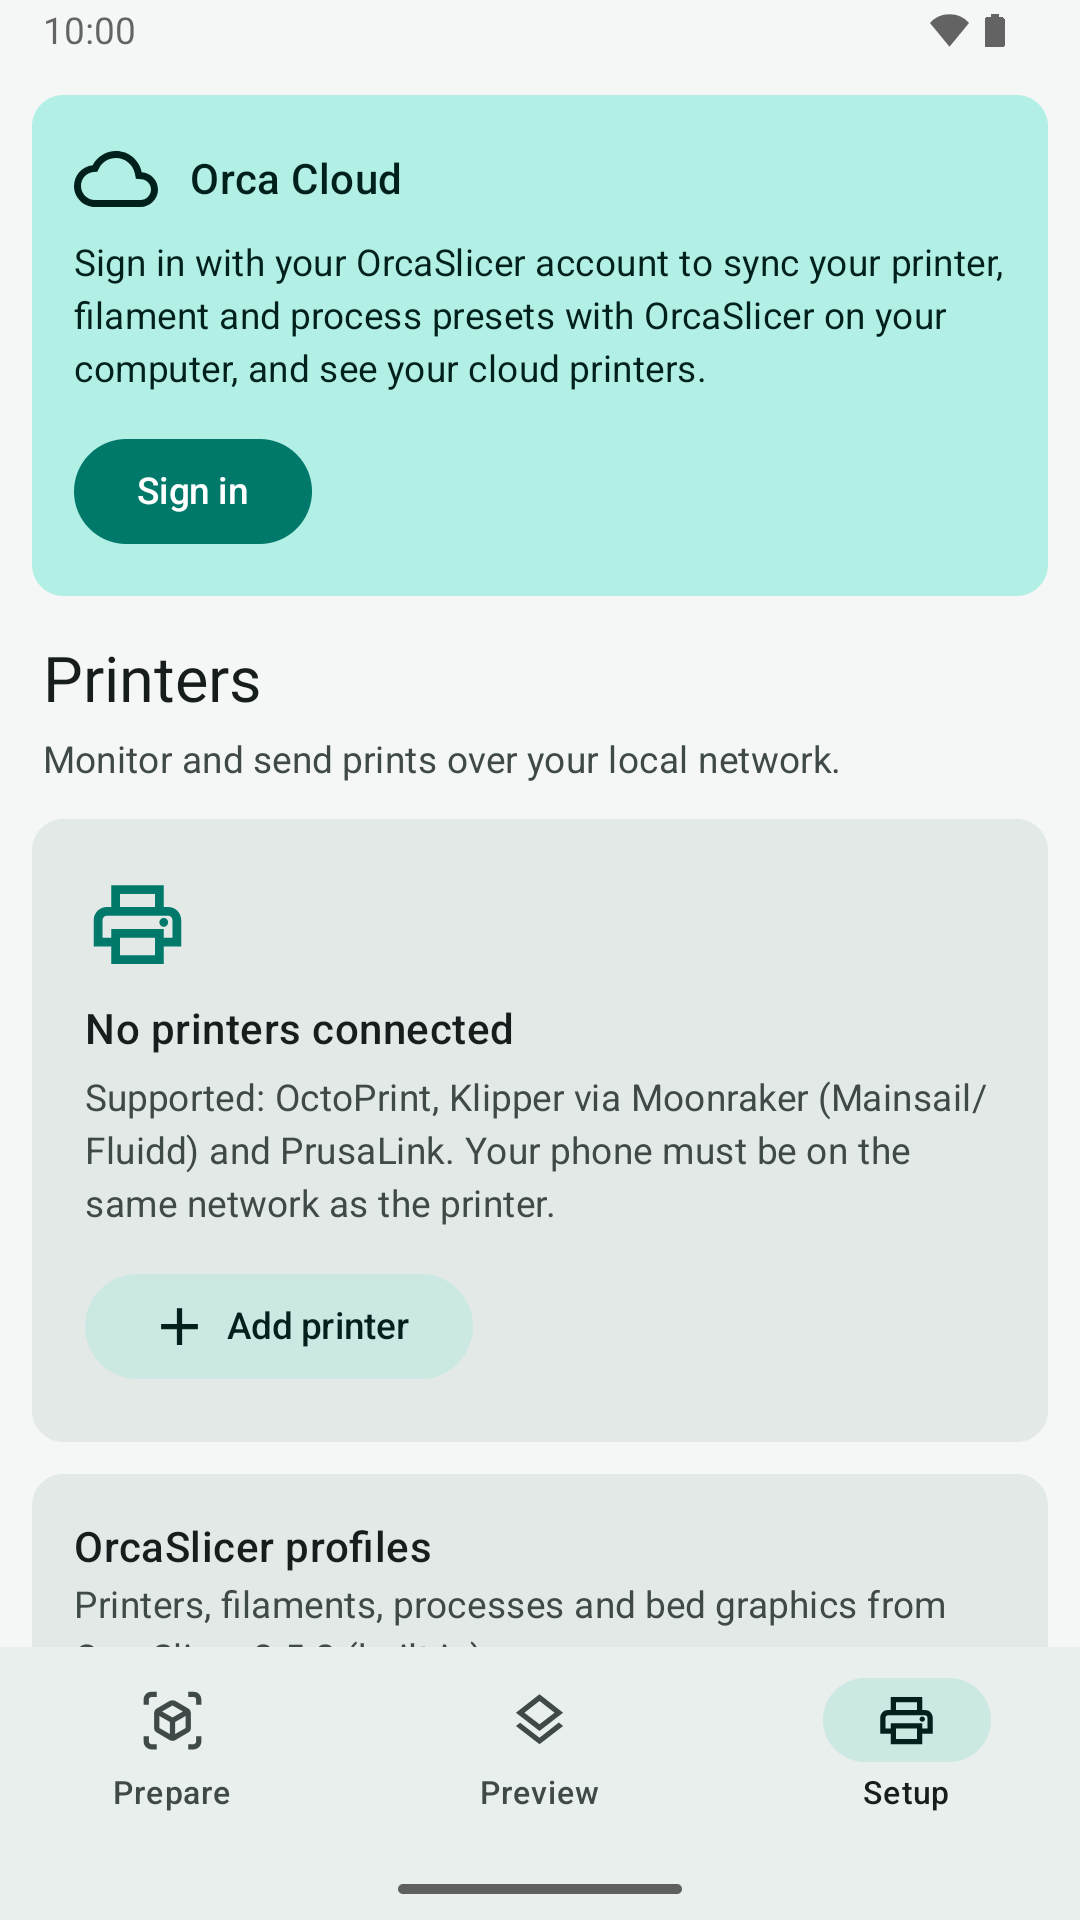 10:00
Orca Cloud
Sign in with your OrcaSlicer account to sync your printer,
filament and process presets with OrcaSlicer on your
computer, and see your cloud printers.
Sign in
Printers
Monitor and send prints over your local network.
No printers connected
Supported: OctoPrint, Klipper via Moonraker (Mainsail/
Fluidd) and PrusaLink. Your phone must be on the
same network as the printer.
Add printer
OrcaSlicer profiles
Printers, filaments, processes and bed graphics from
Prepare
Preview
Setup